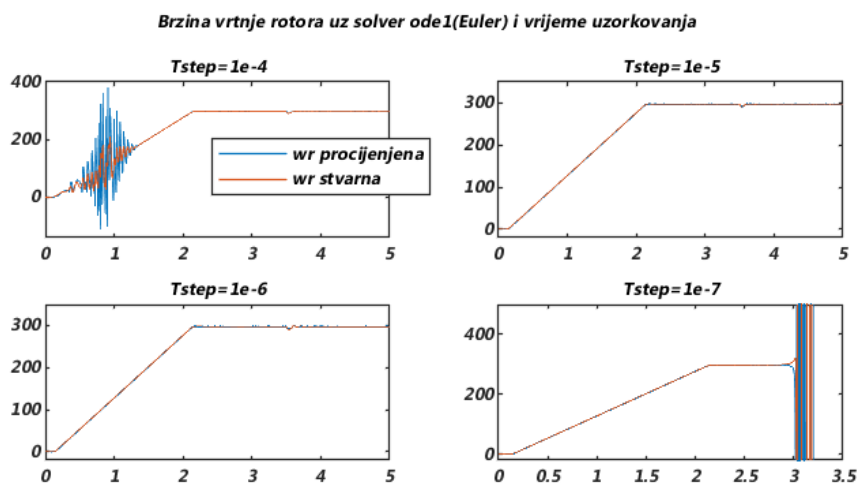 Brzina vrtnje rotora uz solver ode1(Euler) i vrijeme uzorkovanja
Tstep=1e-4
400
200
0
0 1 2 3 4 5
wr procijenjena
wr stvarna
Tstep=1e-5
300
200
100
0
0 1 2 3 4 5
Tstep=1e-6
300
200
100
0
0 1 2 3 4 5
Tstep=1e-7
400
200
0
0 0.5 1 1.5 2 2.5 3 3.5